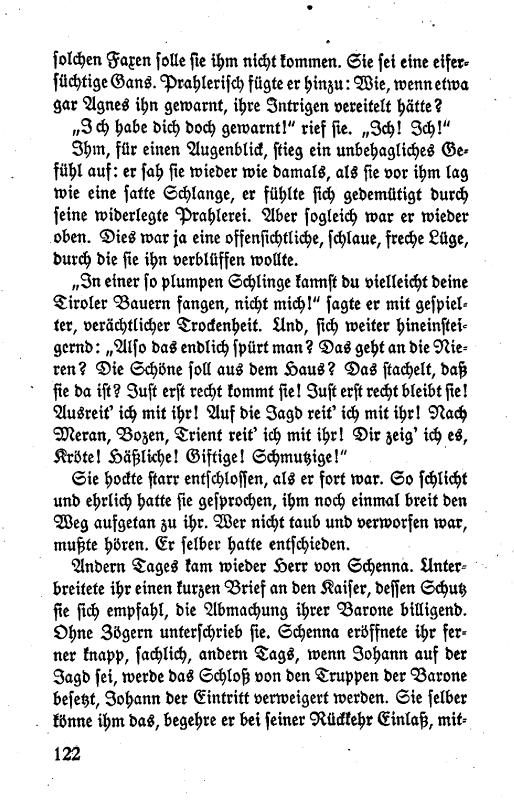 solchen Faxen solle sie ihm nicht kommen. Sie sei eine eifer-
süchtige Gans. Prahlerisch fügte er hinzu: Wie, wenn etwa
gar Agnes ihn gewarnt, ihre Intrigen vereitelt hätte?
„Ich habe dich doch gewarnt!“ rief sie. „Ich! Ich!“
Ihm, für einen Augenblick, stieg ein unbehagliches Ge-
fühl auf: er sah sie wieder wie damals, als sie vor ihm lag
wie eine satte Schlange, er fühlte sich gedemütigt durch
seine widerlegte Prahlerei. Aber sogleich war er wieder
oben. Dies war ja eine offensichtliche, schlaue, freche Lüge,
durch die sie ihn verblüffen wollte.
„In einer so plumpen Schlinge kannst du vielleicht deine
Tiroler Bauern fangen, nicht mich!“ sagte er mit gespiel-
ter, verächtlicher Trockenheit. Und, sich weiter hineinstei-
gernd: „Also das endlich spürt man? Das geht an die Nie-
ren? Die Schöne soll aus dem Haus? Das stachelt, daß
sie da ist? Just erst recht kommt sie! Just erst recht bleibt sie!
Ausreit' ich mit ihr! Auf die Jagd reit' ich mit ihr! Nach
Meran, Bozen, Trient reit' ich mit ihr! Dir zeig' ich es,
Kröte! Häßliche! Giftige! Schmutzige!“
Sie hockte starr entschlossen, als er fort war. So schlicht
und ehrlich hatte sie gesprochen, ihm noch einmal breit den
Weg aufgetan zu ihr. Wer nicht taub und verworfen war,
mußte hören. Er selber hatte entschieden.
Andern Tages kam wieder Herr von Schenna. Unter-
breitete ihr einen kurzen Brief an den Kaiser, dessen Schutz
sie sich empfahl, die Abmachung ihrer Barone billigend.
Ohne Zögern unterschrieb sie. Schenna eröffnete ihr fer-
ner knapp, sachlich, andern Tags, wenn Johann auf der
Jagd sei, werde das Schloß von den Truppen der Barone
besetzt, Johann der Eintritt verweigert werden. Sie selber
könne ihm das, begehre er bei seiner Rückkehr Einlaß, mit-
122